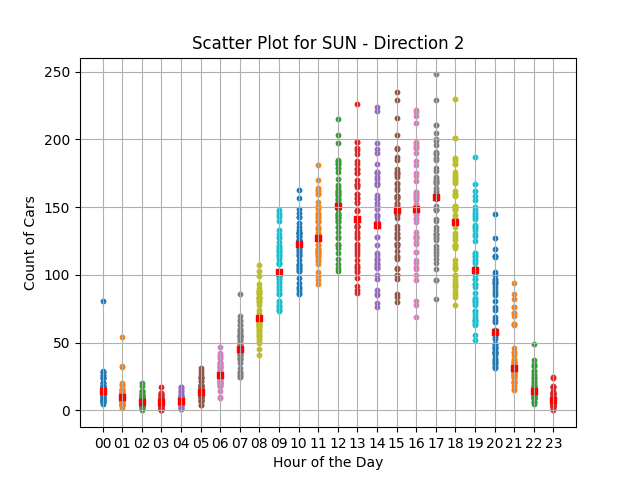 Scatter Plot for SUN - Direction 2
250
200
150
100
50
0
Count of Cars
00 01 02 03 04 05 06 07 08 09 10 11 12 13 14 15 16 17 18 19 20 21 22 23
Hour of the Day